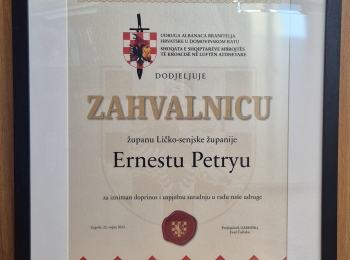 UDRUGA ALBANACA BRANITELJA
HRVATSKE U DOMOVINSKOM RATU
SHOQATA E SHQIPTARËVE MBROJTËS
TË KROACISË NË LUFTËN ATDHETARE
DODJELJUJE
ZAHVALNICU
županu Ličko-senjske županije
Ernestu Petryu
za izniman doprinos i uspješnu suradnju u radu naše udruge